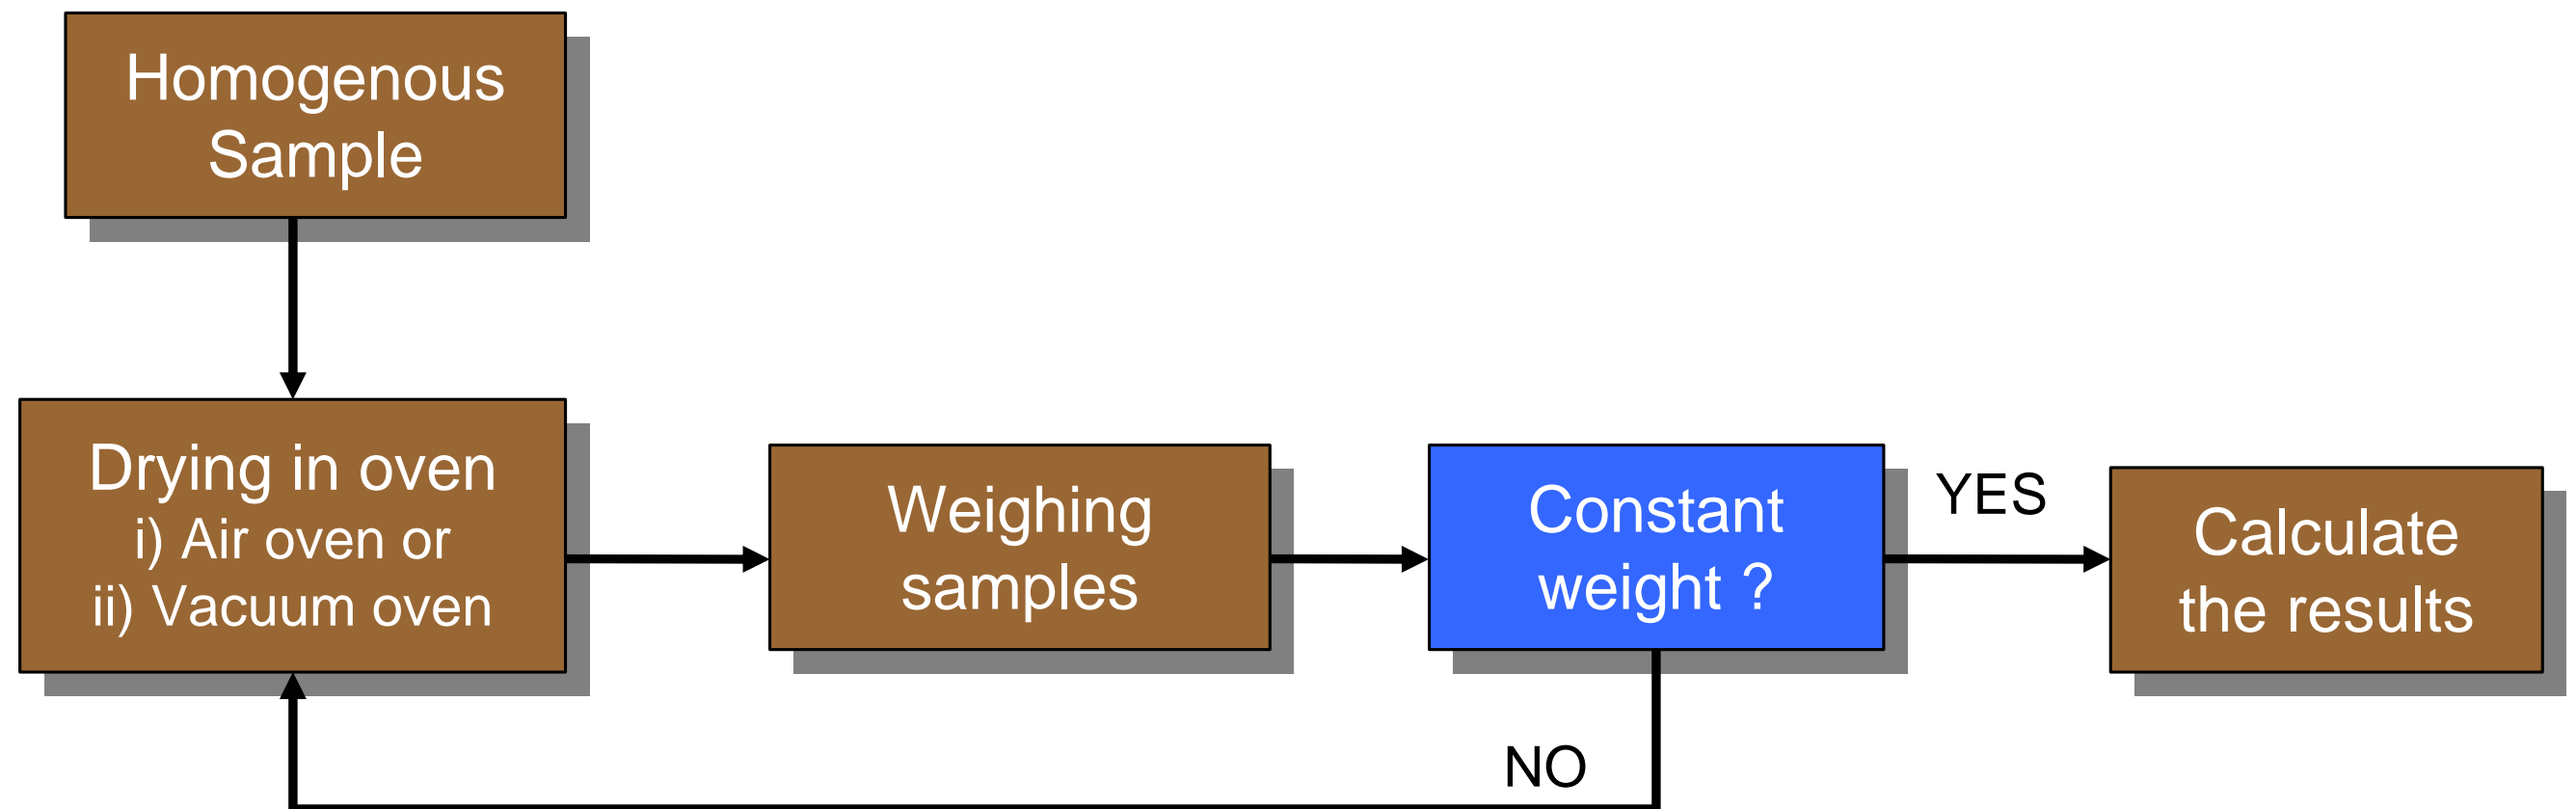 Homogenous
Sample
Drying in oven
i) Air oven or
ii) Vacuum oven
Weighing
samples
Constant
weight ?
YES
Calculate
the results
NO